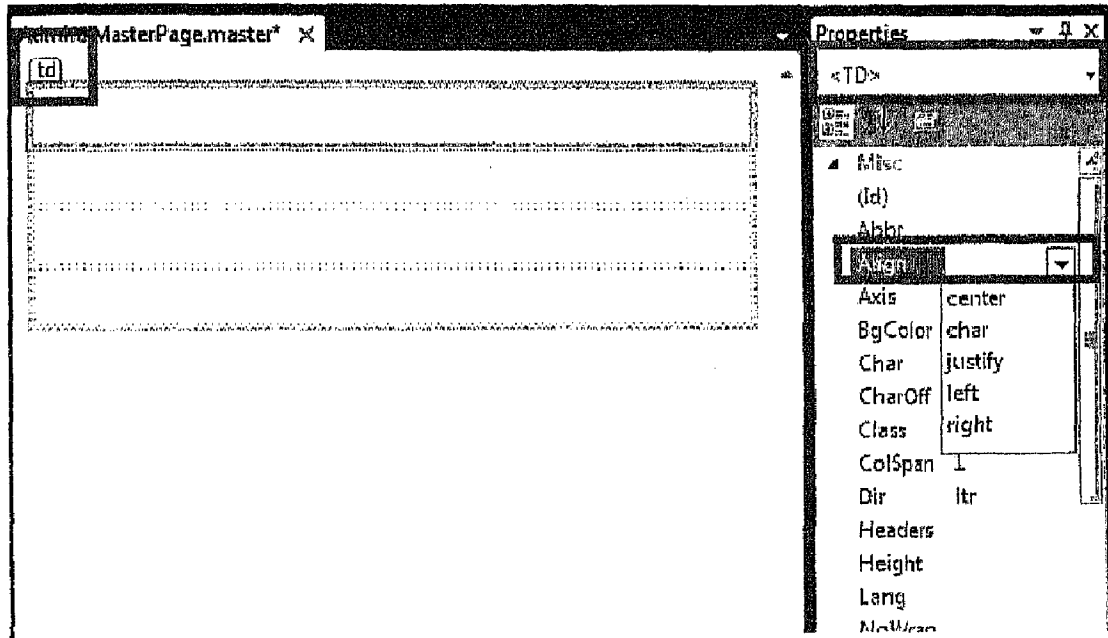 MasterPage.master* ×
td
Properties
<TD>
Misc
(Id)
Abbr
Align
Axis
BgColor
Char
CharOff
Class
ColSpan 1
Dir ltr
Headers
Height
Lang
NoWrap
center
char
justify
left
right